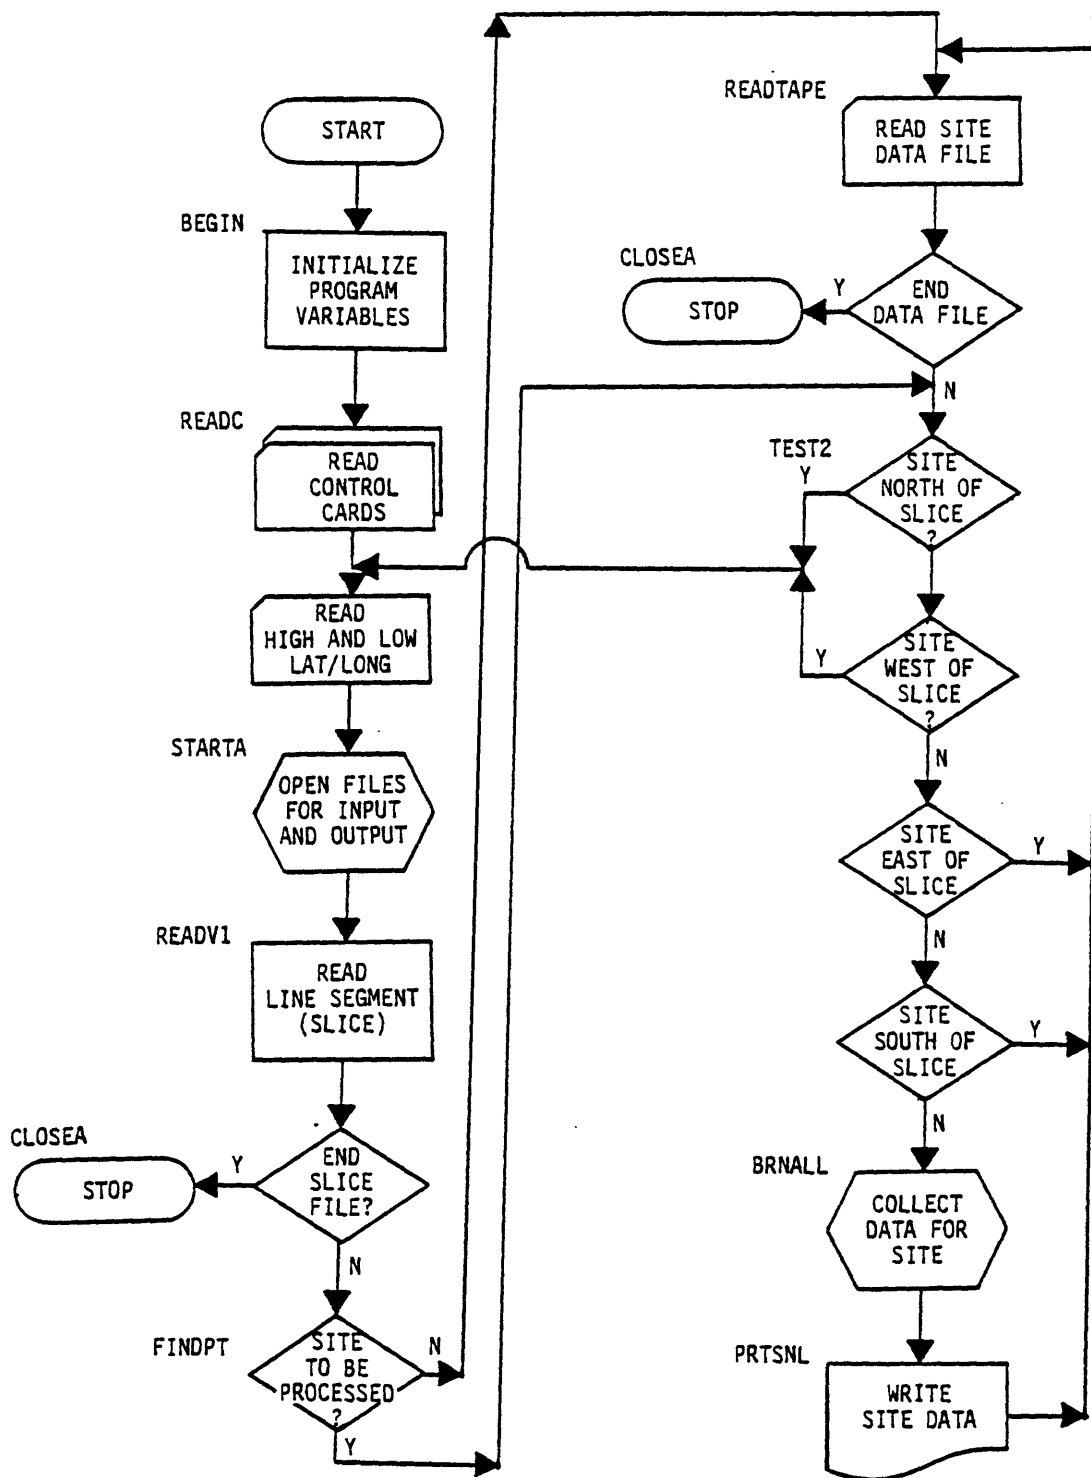 START
BEGIN
INITIALIZE
PROGRAM
VARIABLES
READC
READ
CONTROL
CARDS
READ
HIGH AND LOW
LAT/LONG
STARTA
OPEN FILES
FOR INPUT
AND OUTPUT
READV1
READ
LINE SEGMENT
(SLICE)
CLOSEA
STOP
Y
END
SLICE
FILE?
N
FINDPT
SITE
TO BE
PROCESSED
?
N
Y
READTAPE
READ SITE
DATA FILE
CLOSEA
STOP
Y
END
DATA FILE
N
TEST2
Y
SITE
NORTH OF
SLICE
?
Y
SITE
WEST OF
SLICE
?
N
SITE
EAST OF
SLICE
Y
N
SITE
SOUTH OF
SLICE
Y
N
BRNALL
COLLECT
DATA FOR
SITE
PRTSNL
WRITE
SITE DATA